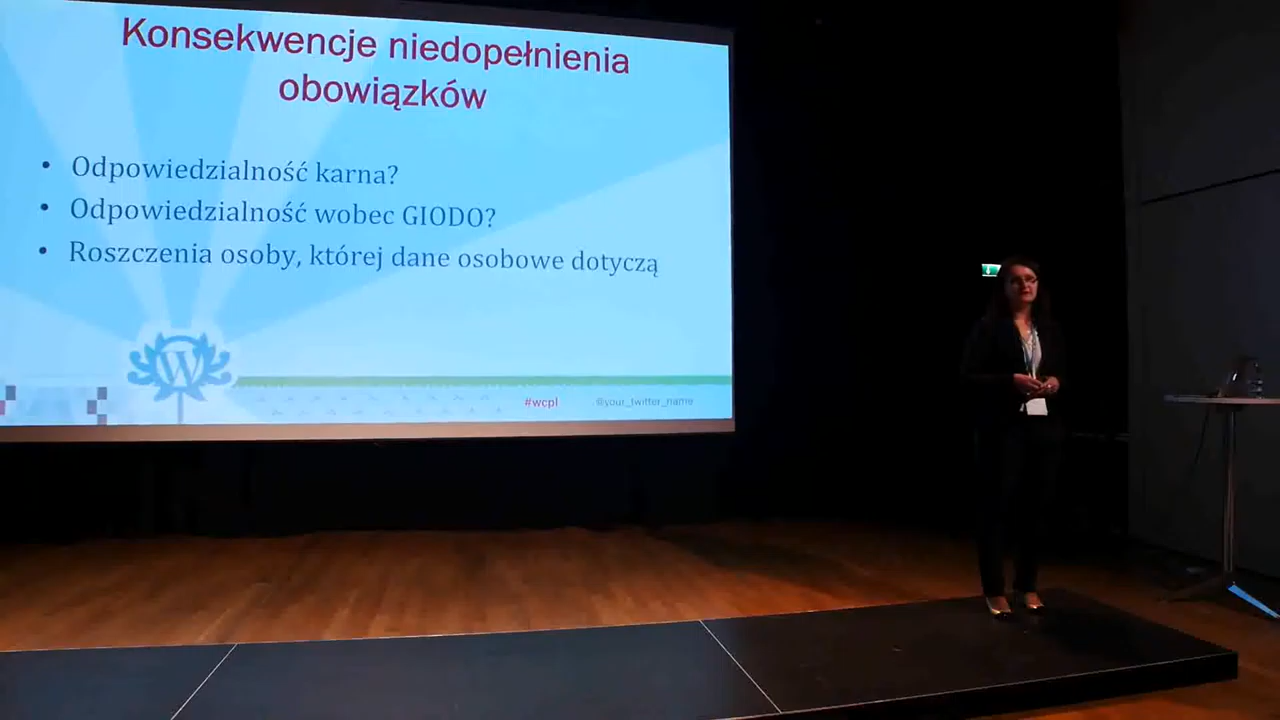 Konsekwencje niedopełnienia
obowiązków
• Odpowiedzialność karna?
• Odpowiedzialność wobec GIODO?
• Roszczenia osoby, której dane osobowe dotyczą
W
#wcpl @your_twitter_name